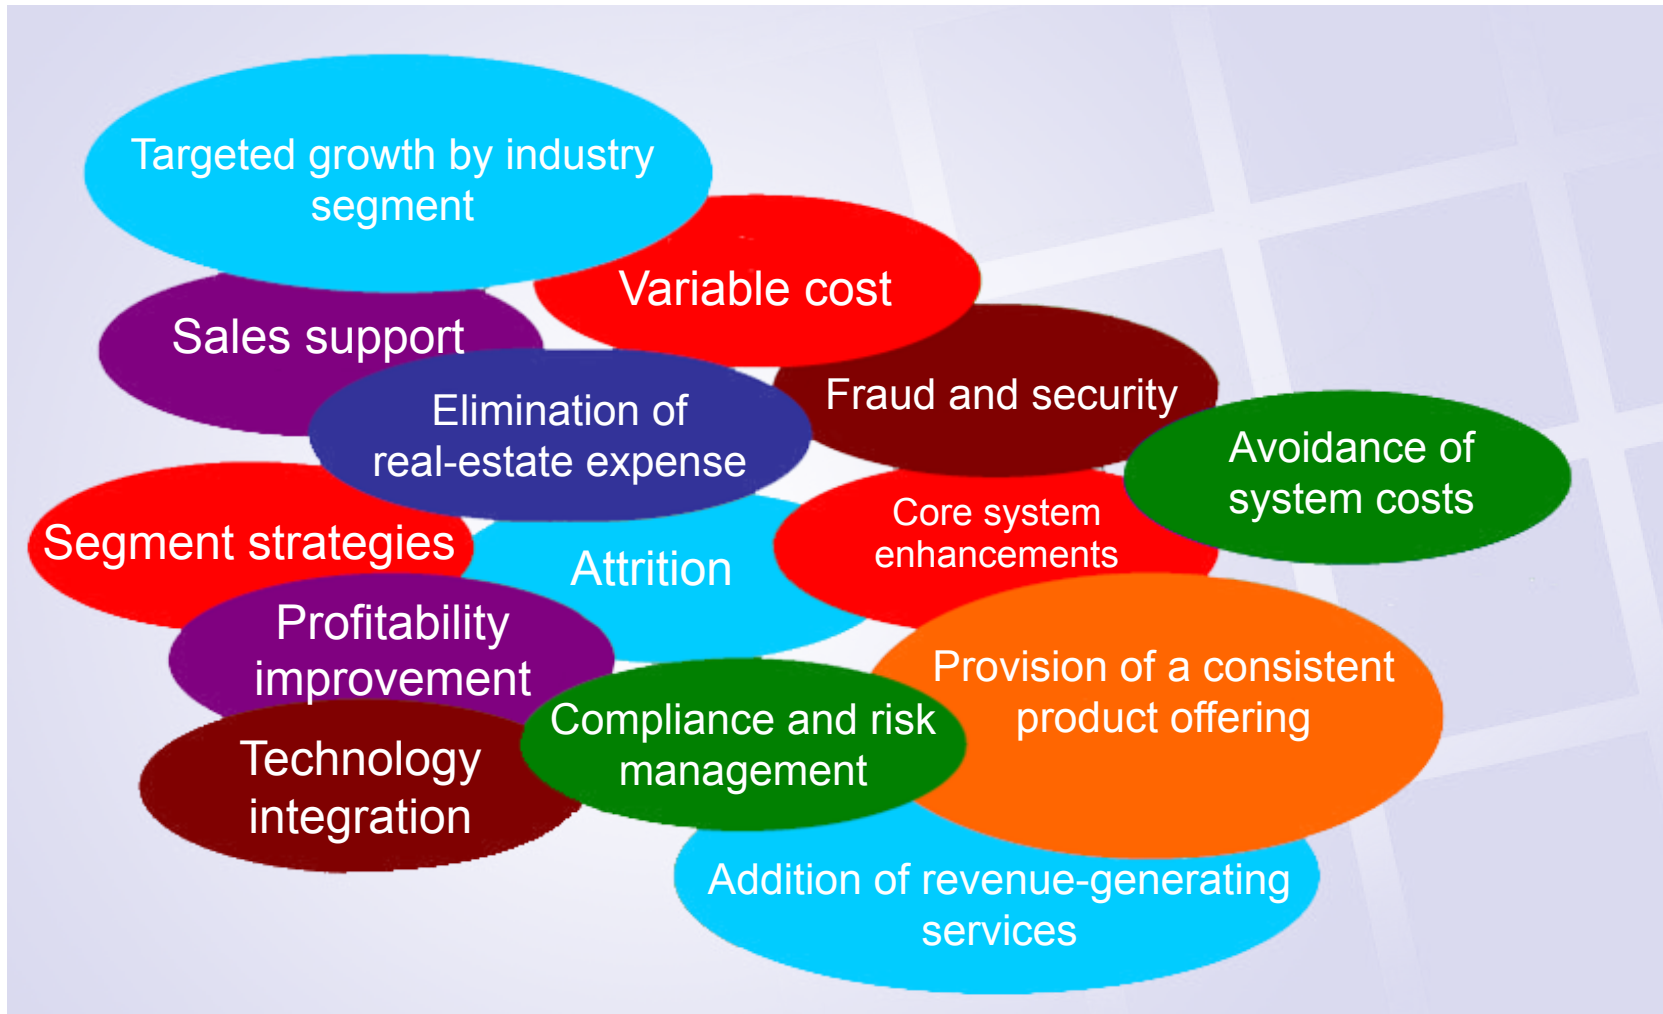 Targeted growth by industry
segment
Variable cost
Sales support
Elimination of
real-estate expense
Fraud and security
Avoidance of
system costs
Segment strategies
Attrition
Core system
enhancements
Profitability
improvement
Provision of a consistent
product offering
Compliance and risk
management
Technology
integration
Addition of revenue-generating
services